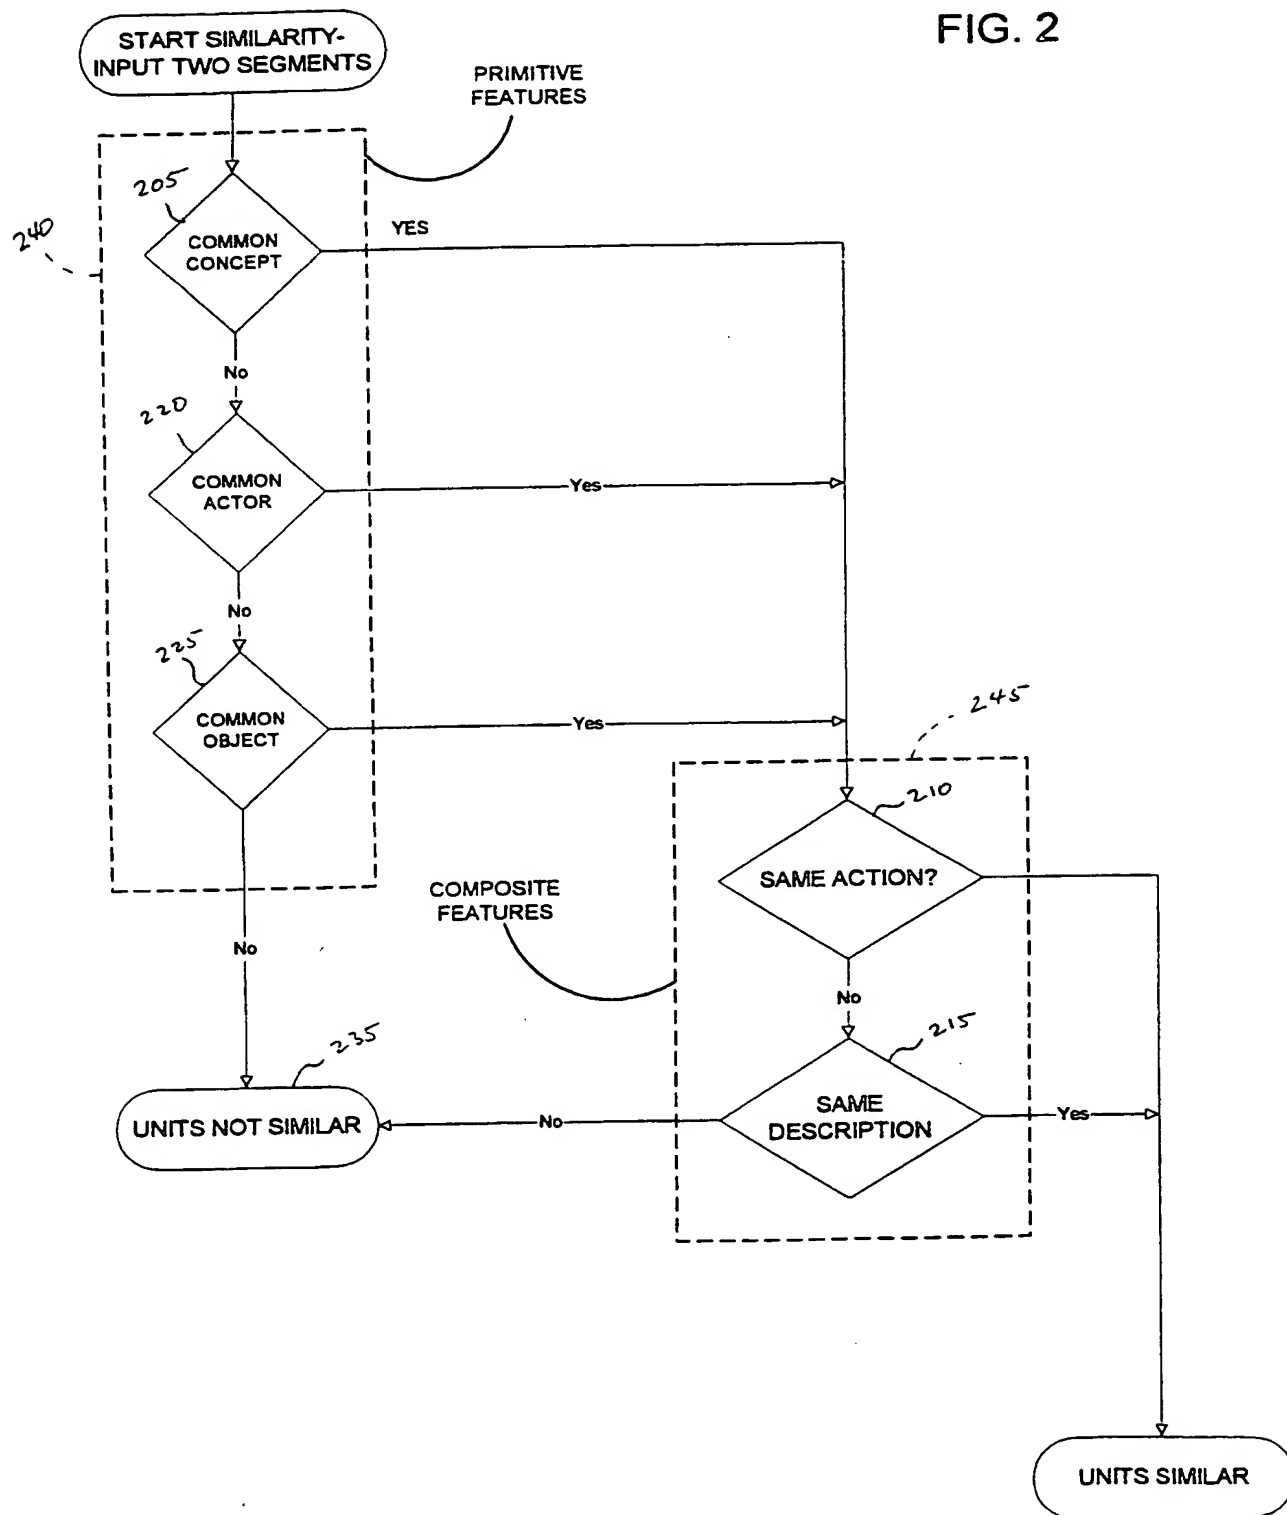 FIG. 2
START SIMILARITY-
INPUT TWO SEGMENTS
PRIMITIVE
FEATURES
240
205
COMMON
CONCEPT
YES
No
220
COMMON
ACTOR
Yes
No
225
COMMON
OBJECT
Yes
No
245
210
SAME ACTION?
COMPOSITE
FEATURES
No
215
SAME
DESCRIPTION
Yes
No
235
UNITS NOT SIMILAR
UNITS SIMILAR